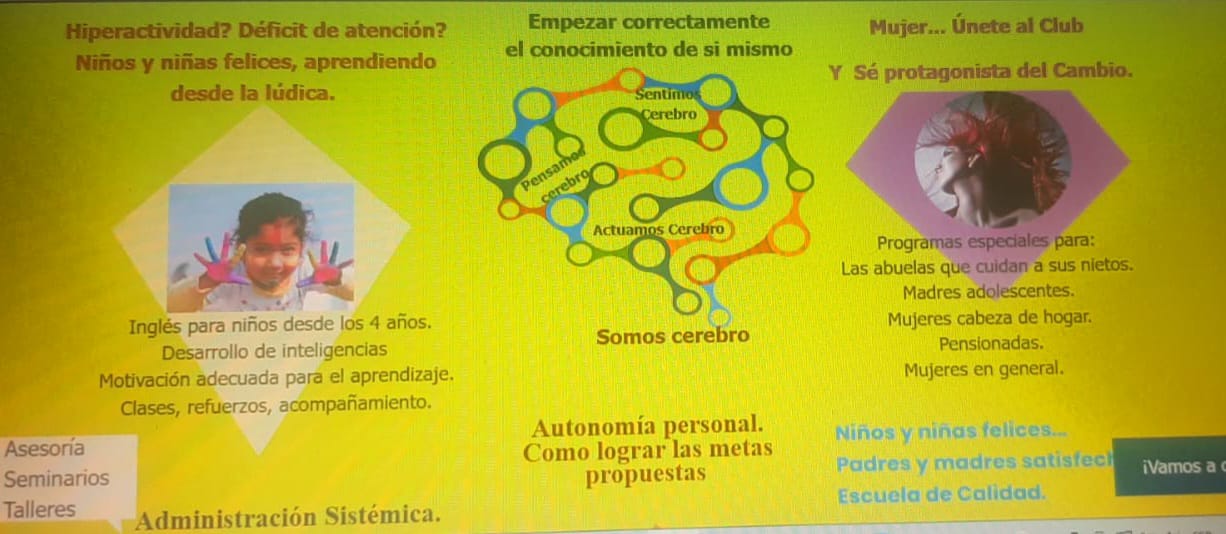 Hiperactividad? Déficit de atención?
Niños y niñas felices, aprendiendo
desde la lúdica.
Inglés para niños desde los 4 años.
Desarrollo de inteligencias
Motivación adecuada para el aprendizaje.
Clases, refuerzos, acompañamiento.
Asesoría
Seminarios
Talleres
Administración Sistémica.
Empezar correctamente
el conocimiento de si mismo
Sentimos
Cerebro
Pensamos
cerebro
Actuamos Cerebro
Somos cerebro
Autonomía personal.
Como lograr las metas
propuestas
Mujer... Únete al Club
Y Sé protagonista del Cambio.
Programas especiales para:
Las abuelas que cuidan a sus nietos.
Madres adolescentes.
Mujeres cabeza de hogar.
Pensionadas.
Mujeres en general.
Niños y niñas felices...
Padres y madres
Escuela de Calidad.
¡Vamos a